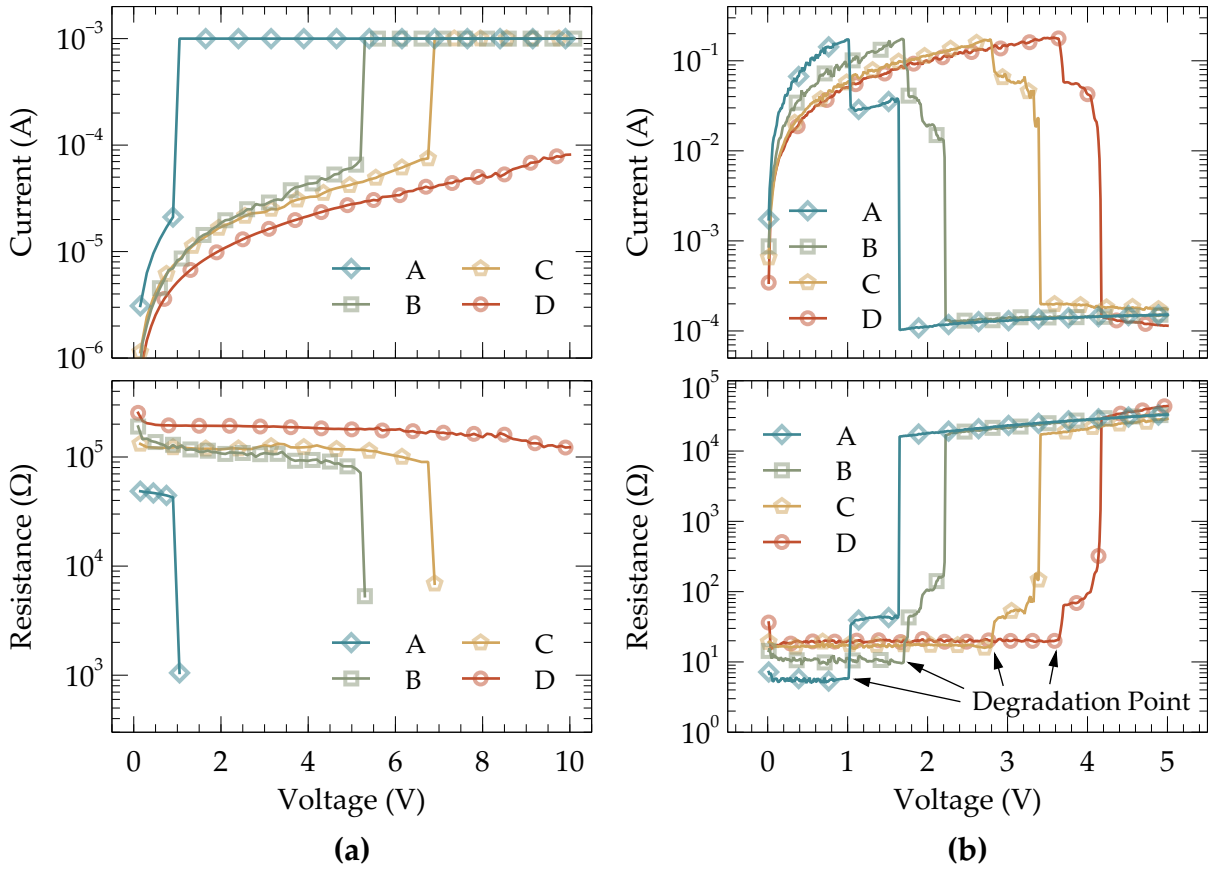 10⁻³
10⁻⁴
10⁻⁵
10⁻⁶
Current (A)
A
B
C
D
10⁵
10⁴
10³
Resistance (Ω)
A
B
C
D
0 2 4 6 8 10
Voltage (V)
(a)
10⁻¹
10⁻²
10⁻³
10⁻⁴
Current (A)
A
B
C
D
10⁵
10⁴
10³
10²
10¹
10⁰
Resistance (Ω)
A
B
C
D
Degradation Point
0 1 2 3 4 5
Voltage (V)
(b)